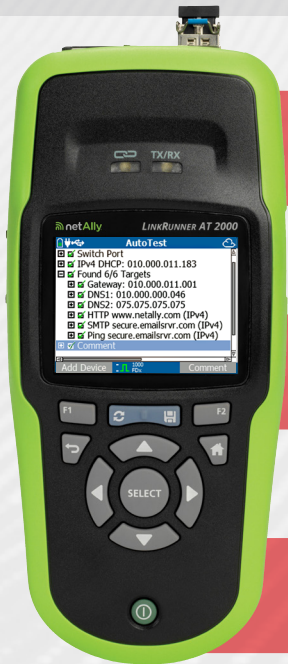 TX/RX
netAlly LINKRUNNER AT 2000
AutoTest
Switch Port
IPv4 DHCP: 010.000.011.183
Found 6/6 Targets
Gateway: 010.000.011.001
DNS1: 010.000.000.046
DNS2: 075.075.075.075
HTTP www.netally.com (IPv4)
SMTP secure.emailsrvr.com (IPv4)
Ping secure.emailsrvr.com (IPv4)
Comment
Add Device 1000 FDx Comment
F1 F2
SELECT